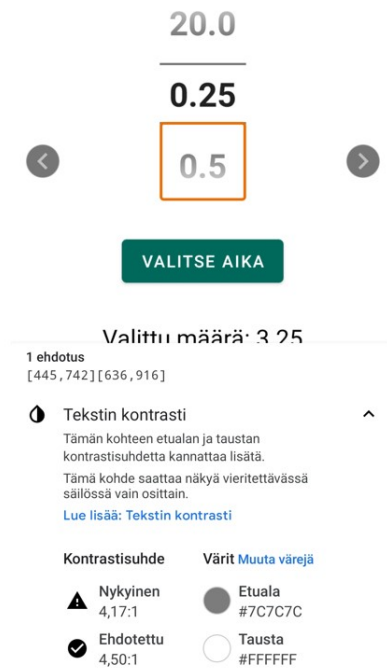 20.0
0.25
0.5
VALITSE AIKA
Valittu määrä: 3.25
1 ehdotus
[445,742][636,916]
Tekstin kontrasti
Tämän kohteen etualan ja taustan
kontrastisuhdetta kannattaa lisätä.
Tämä kohde saattaa näkyä vieritettävässä
säilössä vain osittain.
Lue lisää: Tekstin kontrasti
Kontrastisuhde Värit Muuta värejä
Nykyinen Etuala
4,17:1 #7C7C7C
Ehdotettu Tausta
4,50:1 #FFFFFF